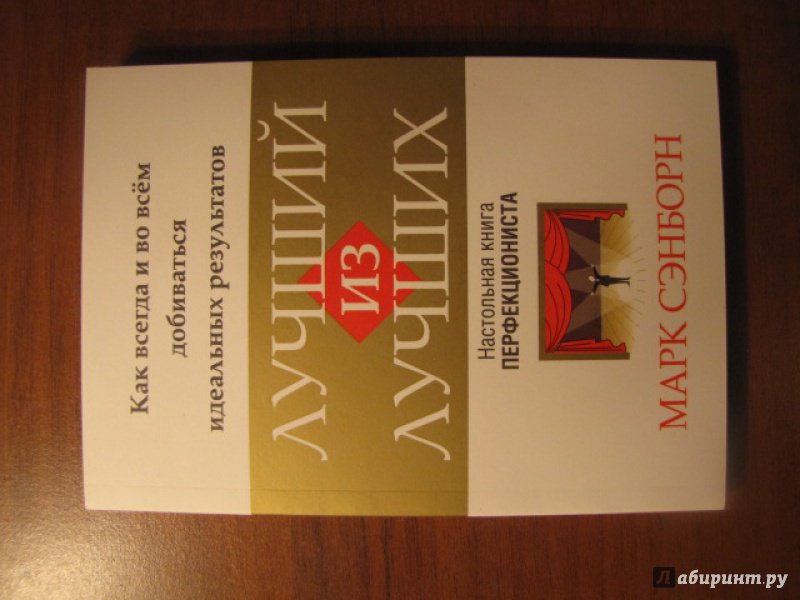 Как всегда и во всём
добиваться
идеальных результатов
ЛУЧШИЙ
ИЗ
ЛУЧШИХ
Настольная книга
ПЕРФЕКЦИОНИСТА
МАРК СЭНБОРН
Лабиринт.ру